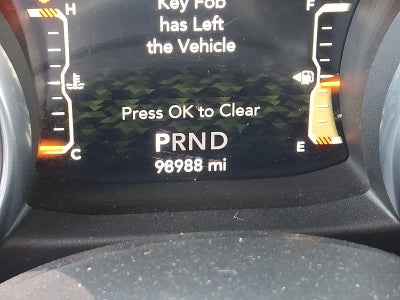 Key Fob
has Left
the Vehicle
H
F
Press OK to Clear
PRND
C
E
98988 mi